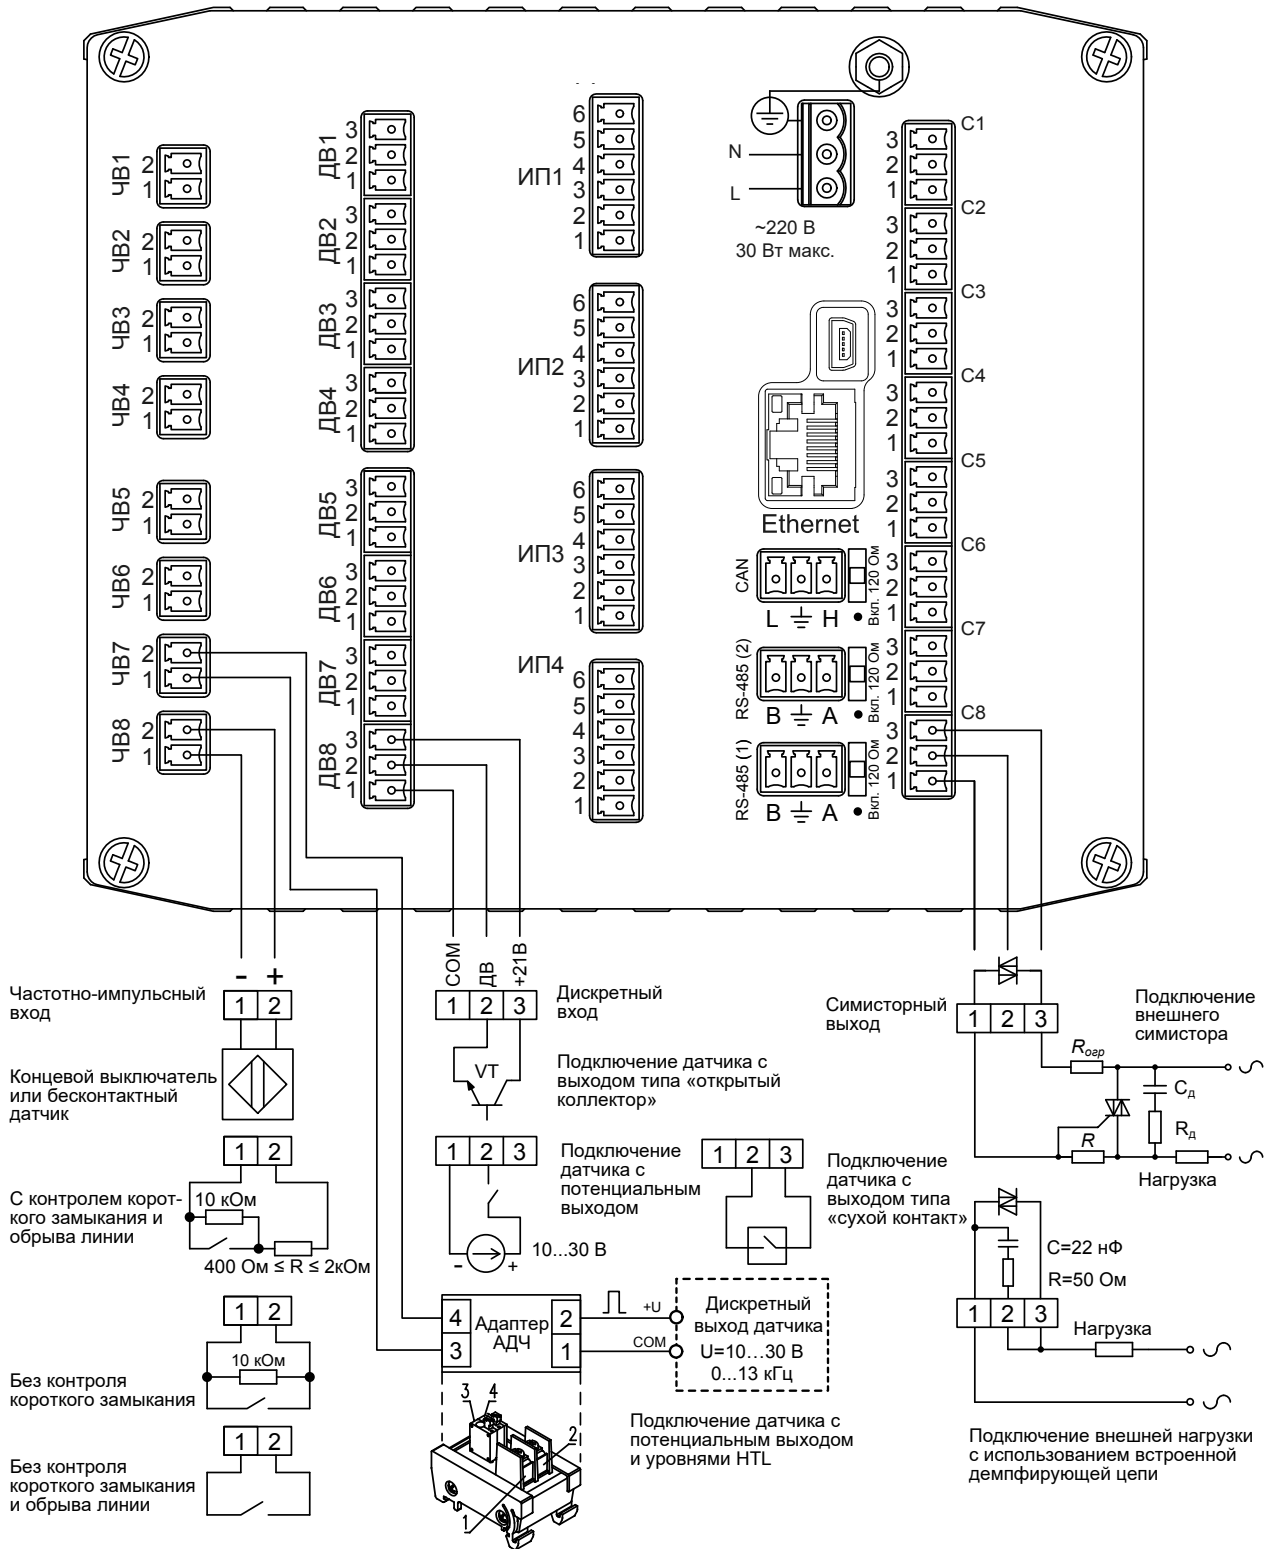 ЧВ1
2
1
ЧВ2
2
1
ЧВ3
2
1
ЧВ4
2
1
ЧВ5
2
1
ЧВ6
2
1
ЧВ7
2
1
ЧВ8
2
1
ДВ1
3
2
1
ДВ2
3
2
1
ДВ3
3
2
1
ДВ4
3
2
1
ДВ5
3
2
1
ДВ6
3
2
1
ДВ7
3
2
1
ДВ8
3
2
1
ИП1
6
5
4
3
2
1
ИП2
6
5
4
3
2
1
ИП3
6
5
4
3
2
1
ИП4
6
5
4
3
2
1
N
L
~220 В
30 Вт макс.
Ethernet
CAN
L
H
Вкл. 120 Ом
RS-485 (2)
B
A
Вкл. 120 Ом
RS-485 (1)
B
A
Вкл. 120 Ом
С1
3
2
1
С2
3
2
1
С3
3
2
1
С4
3
2
1
С5
3
2
1
С6
3
2
1
С7
3
2
1
С8
3
2
1
- +
Частотно-импульсный
вход
1 2
Концевой выключатель
или бесконтактный
датчик
1 2
С контролем корот-
кого замыкания и
обрыва линии
10 кОм
400 Ом ≤ R ≤ 2кОм
1 2
10 кОм
Без контроля
короткого замыкания
1 2
Без контроля
короткого замыкания
и обрыва линии
COM
ДВ
+21В
1 2 3
Дискретный
вход
VT
Подключение датчика с
выходом типа «открытый
коллектор»
1 2 3
Подключение
датчика с
потенциальным
выходом
- +
10...30 В
1 2 3
Подключение
датчика с
выходом типа
«сухой контакт»
4
3
Адаптер
АДЧ
2
1
+U
COM
Дискретный
выход датчика
U=10...30 В
0...13 кГц
3 4
2
1
Подключение датчика с
потенциальным выходом
и уровнями HTL
Симисторный
выход
1 2 3
Подключение
внешнего
симистора
Rогр
Cд
Rд
R
Нагрузка
C=22 нФ
R=50 Ом
1 2 3
Нагрузка
Подключение внешней нагрузки
с использованием встроенной
демпфирующей цепи